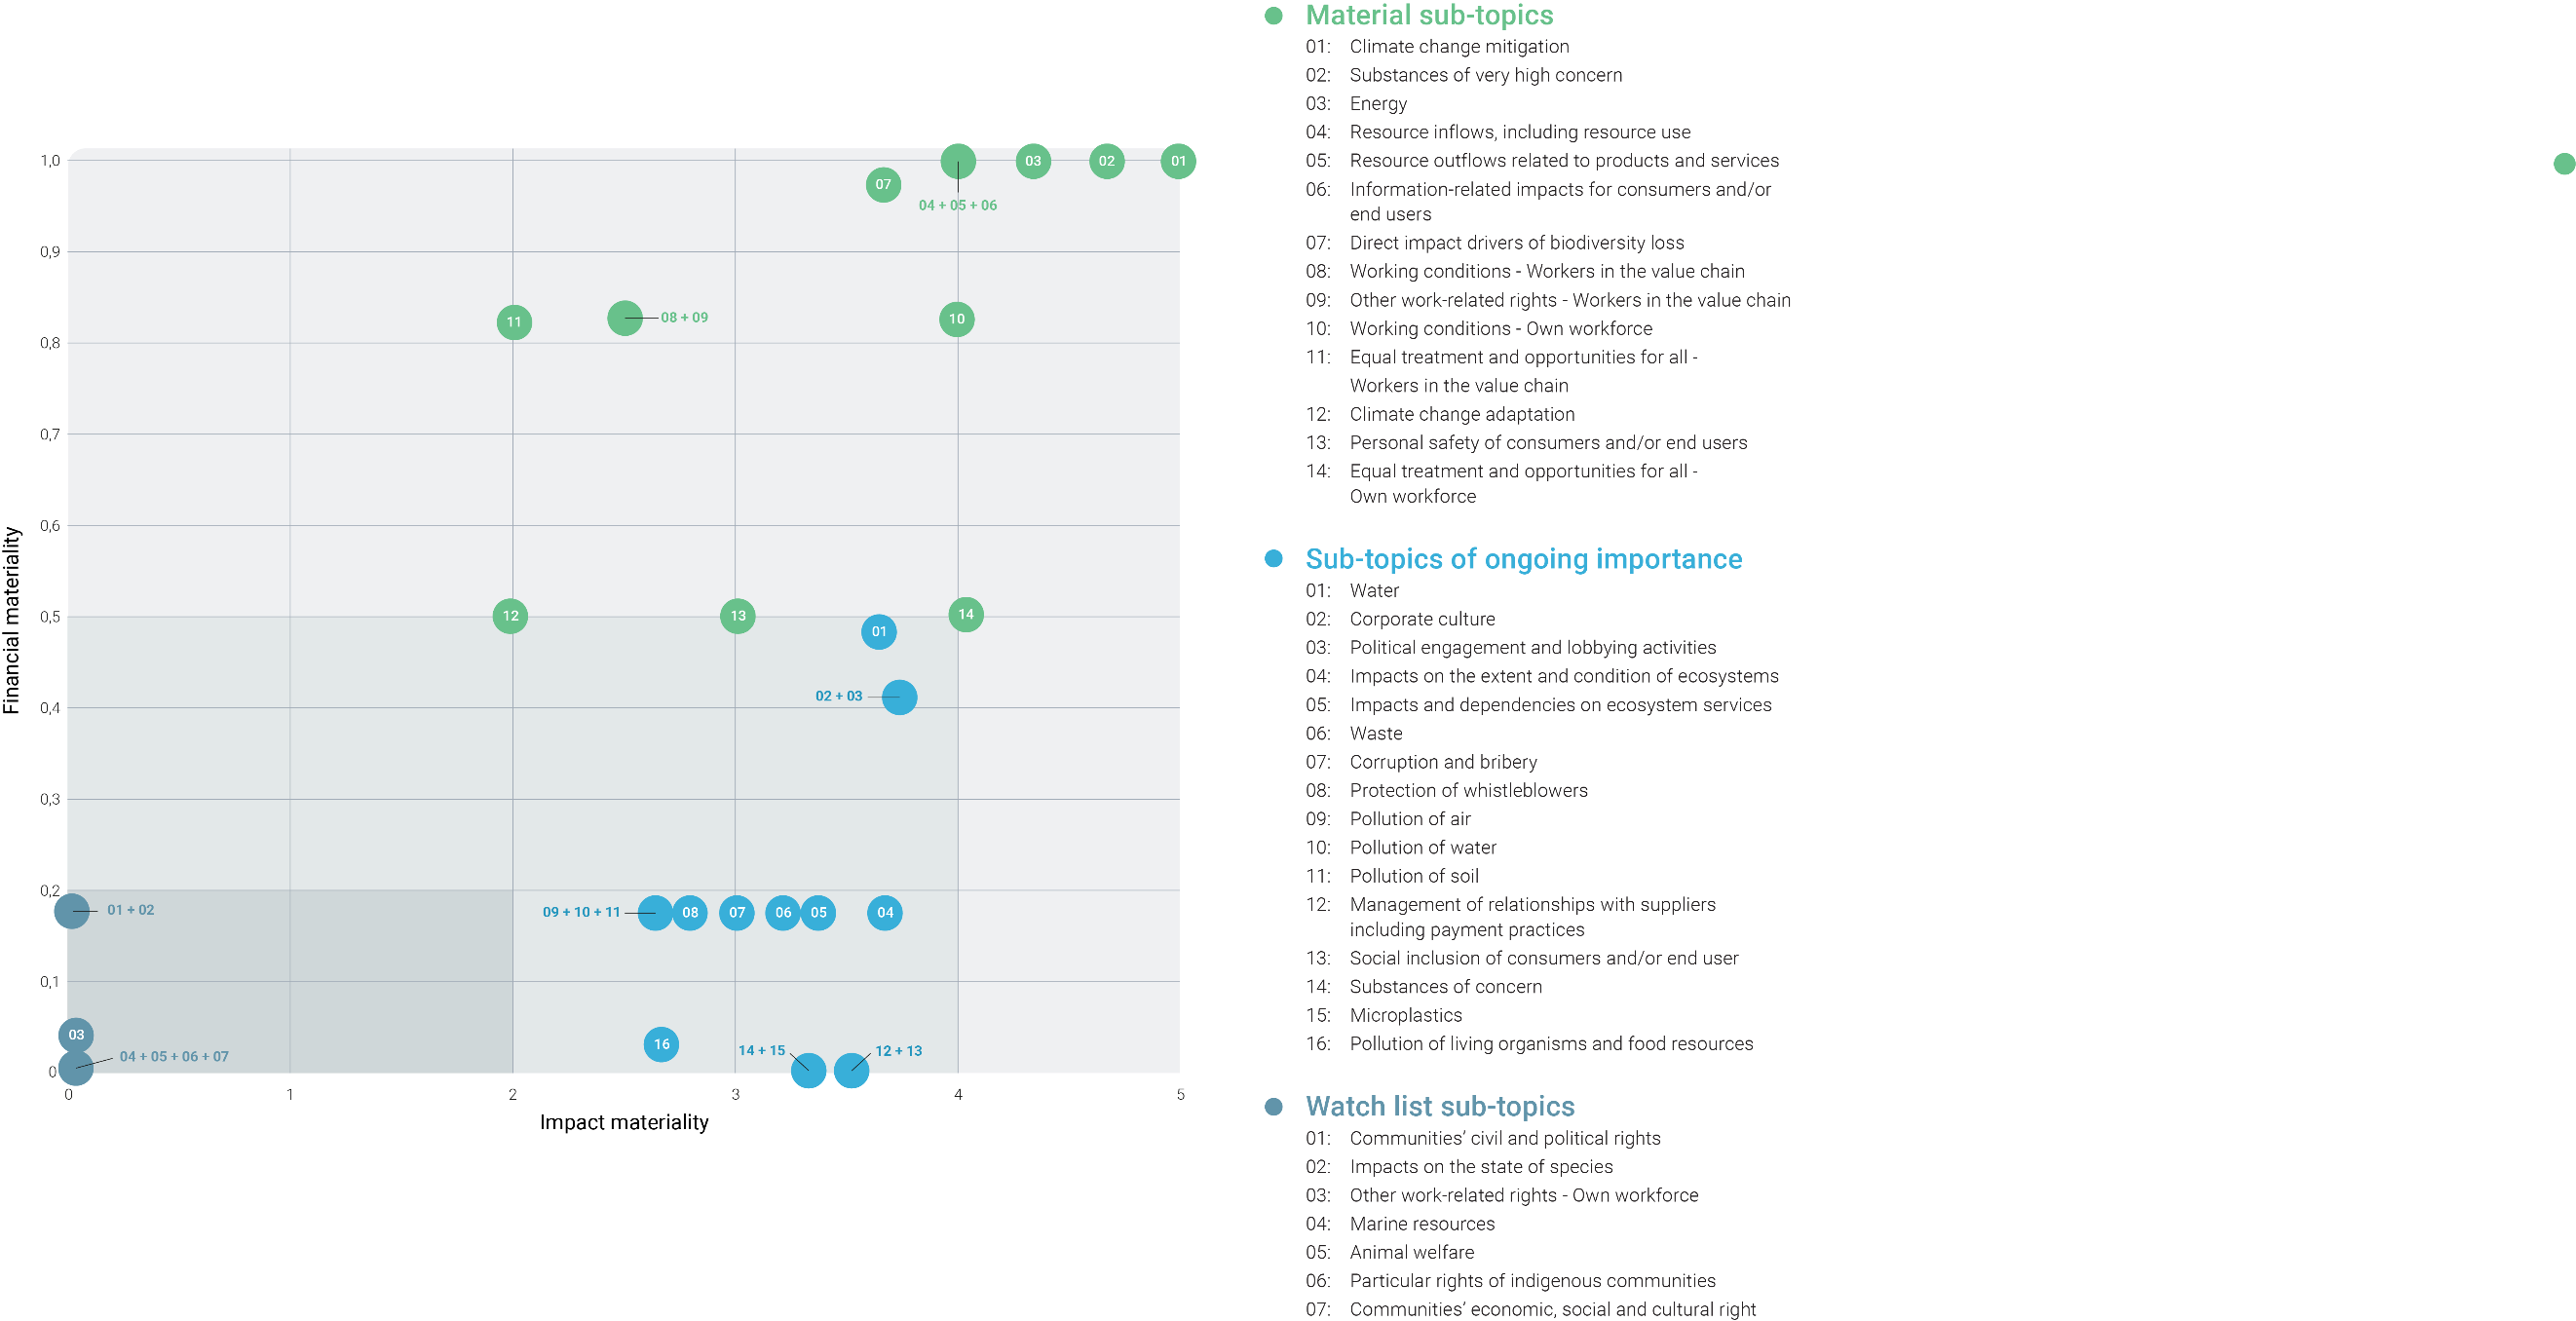 Financial materiality
1,0
0,9
0,8
0,7
0,6
0,5
0,4
0,3
0,2
0,1
0
0
1
2
3
4
5
Impact materiality
07
03
02
01
04 + 05 + 06
11
08 + 09
10
12
13
14
01
02 + 03
01 + 02
09 + 10 + 11
08
07
06
05
04
03
04 + 05 + 06 + 07
16
14 + 15
12 + 13
Material sub-topics
01: Climate change mitigation
02: Substances of very high concern
03: Energy
04: Resource inflows, including resource use
05: Resource outflows related to products and services
06: Information-related impacts for consumers and/or
end users
07: Direct impact drivers of biodiversity loss
08: Working conditions - Workers in the value chain
09: Other work-related rights - Workers in the value chain
10: Working conditions - Own workforce
11: Equal treatment and opportunities for all -
Workers in the value chain
12: Climate change adaptation
13: Personal safety of consumers and/or end users
14: Equal treatment and opportunities for all -
Own workforce
Sub-topics of ongoing importance
01: Water
02: Corporate culture
03: Political engagement and lobbying activities
04: Impacts on the extent and condition of ecosystems
05: Impacts and dependencies on ecosystem services
06: Waste
07: Corruption and bribery
08: Protection of whistleblowers
09: Pollution of air
10: Pollution of water
11: Pollution of soil
12: Management of relationships with suppliers
including payment practices
13: Social inclusion of consumers and/or end user
14: Substances of concern
15: Microplastics
16: Pollution of living organisms and food resources
Watch list sub-topics
01: Communities’ civil and political rights
02: Impacts on the state of species
03: Other work-related rights - Own workforce
04: Marine resources
05: Animal welfare
06: Particular rights of indigenous communities
07: Communities’ economic, social and cultural right